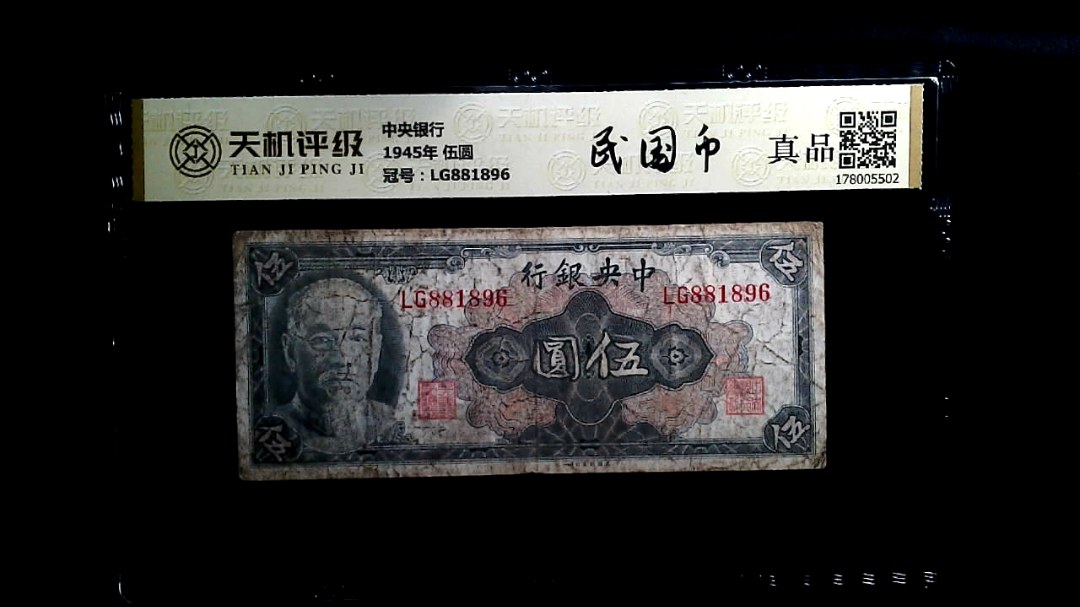 天机评级
TIAN JI PING JI
中央银行
1945年 伍圆
冠号：LG881896
民国币
真品
178005502
伍
伍
行銀央中
LG881896
LG881896
圓伍
伍
伍